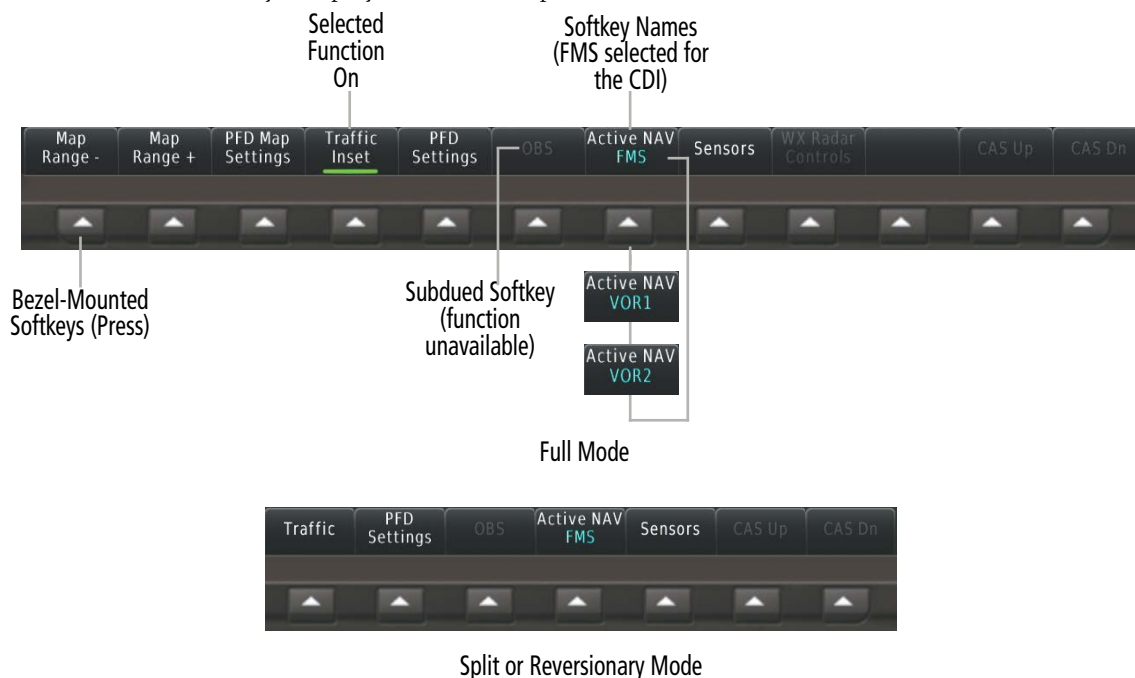 Selected
Function
On
Softkey Names
(FMS selected for
the CDI)
Map
Range -
Map
Range +
PFD Map
Settings
Traffic
Inset
PFD
Settings
OBS
Active NAV
FMS
Sensors
WX Radar
Controls
CAS Up
CAS Dn
Bezel-Mounted
Softkeys (Press)
Subdued Softkey
(function
unavailable)
Active NAV
VOR1
Active NAV
VOR2
Full Mode
Traffic
PFD
Settings
OBS
Active NAV
FMS
Sensors
CAS Up
CAS Dn
Split or Reversionary Mode